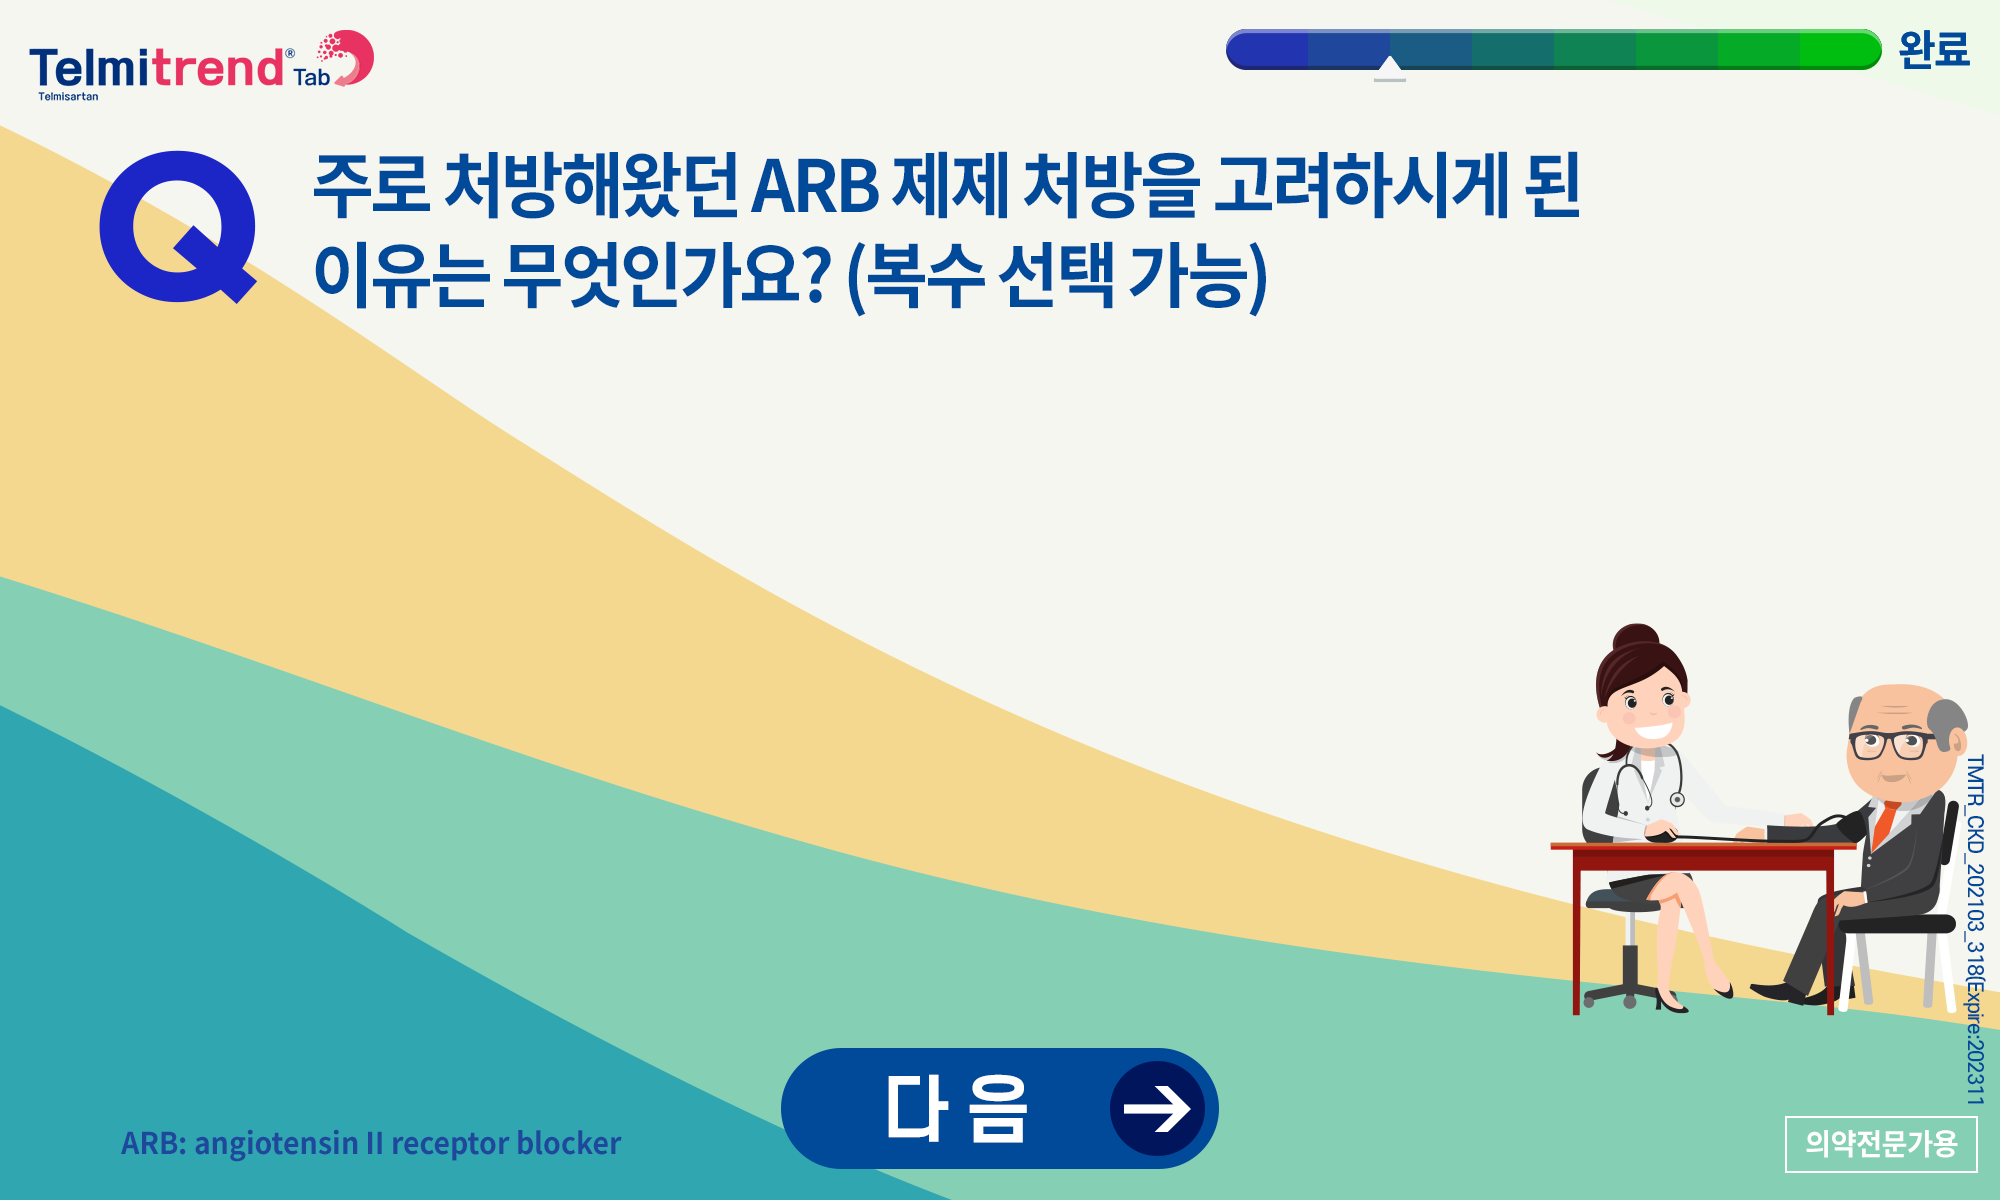 Telmitrend® Tab
Telmisartan
완료
Q
주로 처방해왔던 ARB 제제 처방을 고려하시게 된
이유는 무엇인가요? (복수 선택 가능)
TMTR_CKD_202103_318(Expire:202311
다음
ARB: angiotensin II receptor blocker
의약전문가용